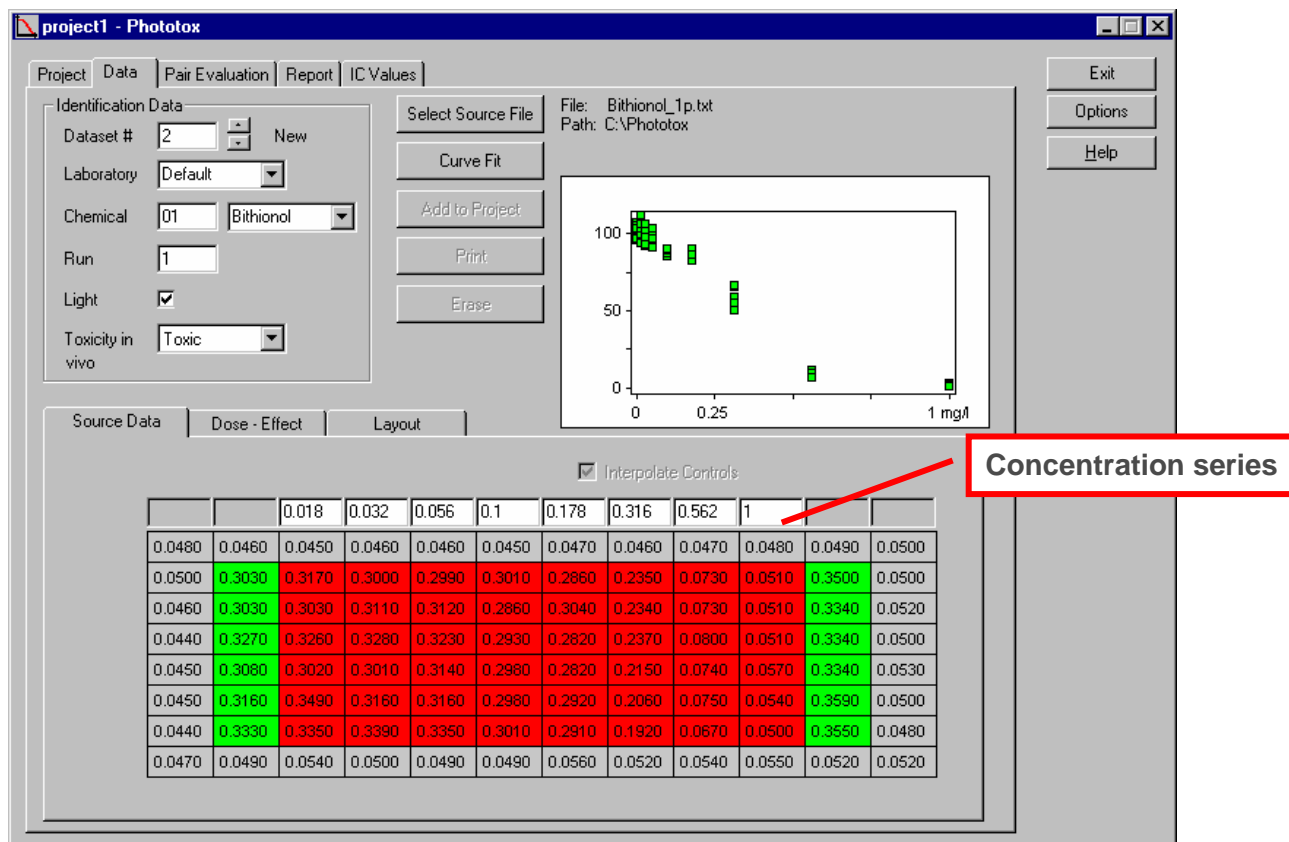 project1 - Phototox
Project Data Pair Evaluation Report IC Values
Exit
Options
Help
Identification Data
Dataset # 2 New
Laboratory Default
Chemical 01 Bithionol
Run 1
Light
Toxicity in vivo Toxic
Select Source File
Curve Fit
Add to Project
Print
Erase
File: Bithionol_1p.txt
Path: C:\Phototox
100
50
0
0 0.25 1 mg/l
Source Data Dose - Effect Layout
Concentration series
Interpolate Controls
0.018 0.032 0.056 0.1 0.178 0.316 0.562 1
0.0480 0.0460 0.0450 0.0460 0.0460 0.0450 0.0470 0.0460 0.0470 0.0480 0.0490 0.0500
0.0500 0.3030 0.3170 0.3000 0.2990 0.3010 0.2860 0.2350 0.0730 0.0510 0.3500 0.0500
0.0460 0.3030 0.3030 0.3110 0.3120 0.2860 0.3040 0.2340 0.0730 0.0510 0.3340 0.0520
0.0440 0.3270 0.3260 0.3280 0.3230 0.2930 0.2820 0.2370 0.0800 0.0510 0.3340 0.0500
0.0450 0.3080 0.3020 0.3010 0.3140 0.2980 0.2820 0.2150 0.0740 0.0570 0.3340 0.0530
0.0450 0.3160 0.3490 0.3160 0.3160 0.2980 0.2920 0.2060 0.0750 0.0540 0.3590 0.0500
0.0440 0.3330 0.3350 0.3390 0.3350 0.3010 0.2910 0.1920 0.0670 0.0500 0.3550 0.0480
0.0470 0.0490 0.0540 0.0500 0.0490 0.0490 0.0560 0.0520 0.0540 0.0550 0.0520 0.0520